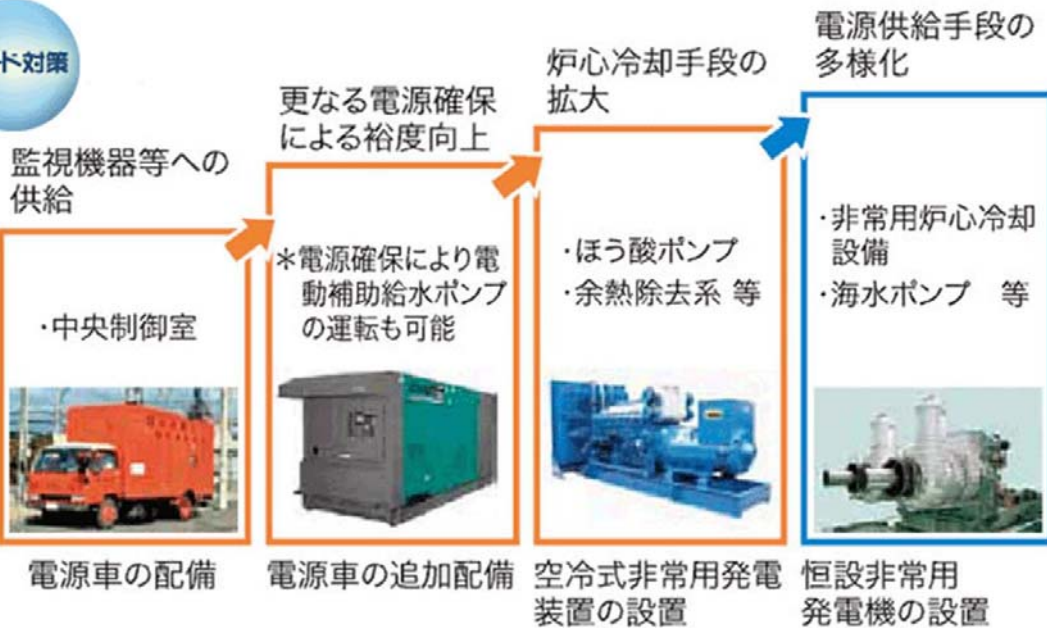 ド対策
監視機器等への
供給
・中央制御室
電源車の配備
更なる電源確保
による裕度向上
＊電源確保により電
動補助給水ポンプ
の運転も可能
電源車の追加配備
炉心冷却手段の
拡大
・ほう酸ポンプ
・余熱除去系 等
空冷式非常用発電
装置の設置
電源供給手段の
多様化
・非常用炉心冷却
設備
・海水ポンプ　等
恒設非常用
発電機の設置